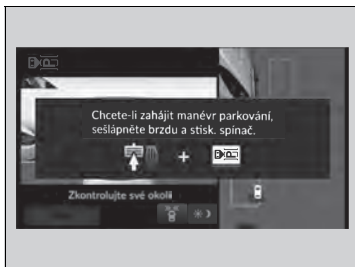 Chcete-li zahájit manévr parkování,
sešlápněte brzdu a stisk. spínač.
+
Zkontrolujte své okolí